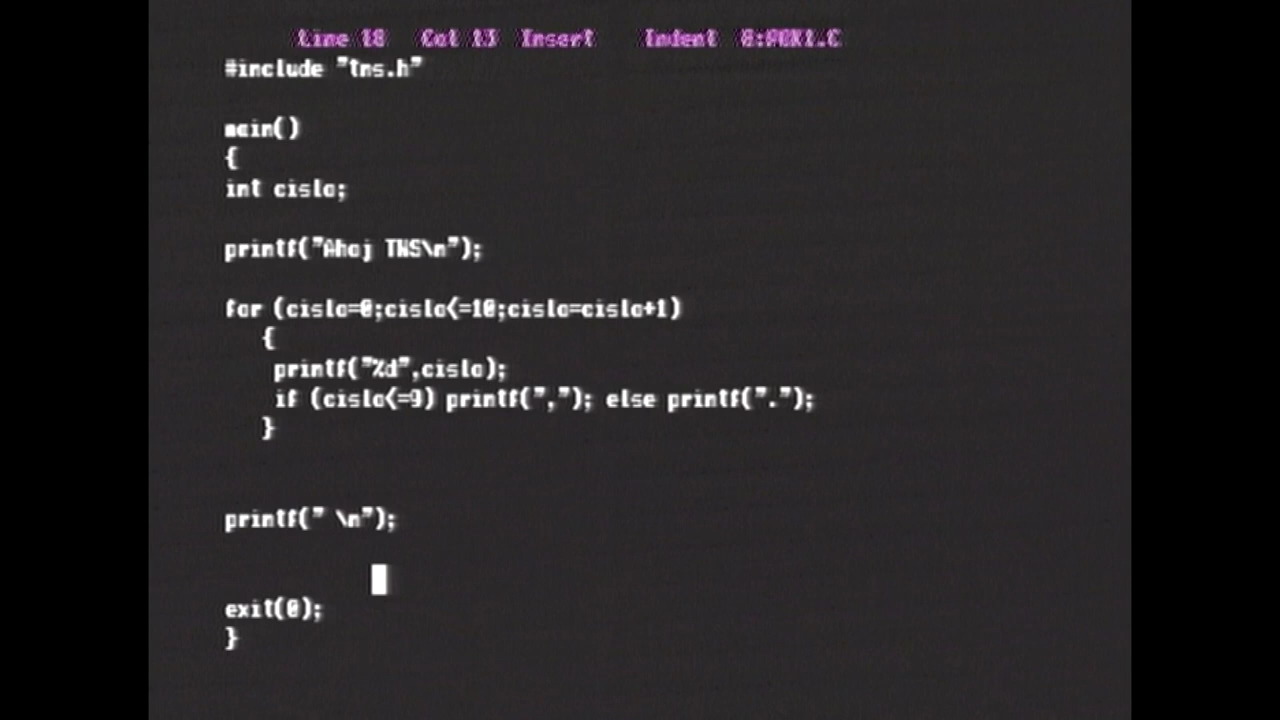 Line 18 Col 13 Insert Indent
#include "tns.h"
main()
{
int cislo;
printf("Ahoj TNS\n");
for (cislo=0;cislo<=10;cislo=cislo+1)
{
printf("%d",cislo);
if (cislo<=9) printf(","); else printf(".");
}
printf(" \n");
exit(0);
}